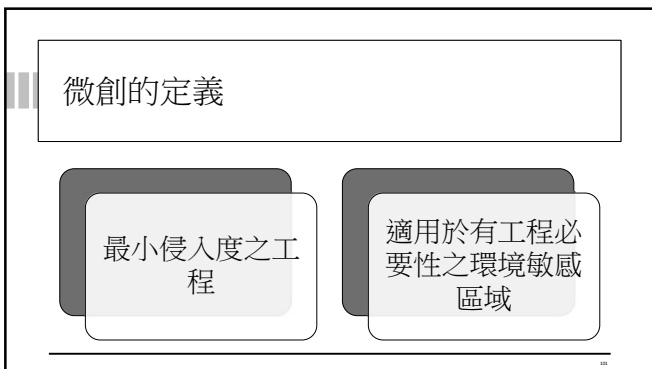 微創的定義
最小侵入度之工
程
適用於有工程必
要性之環境敏感
區域